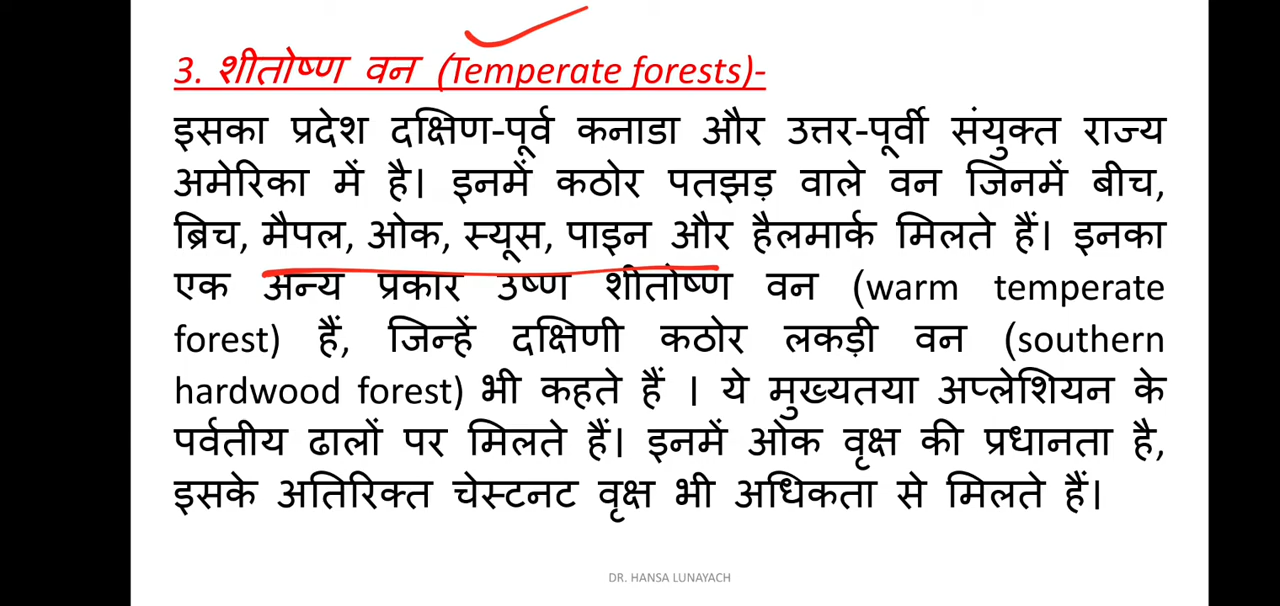 3. शीतोष्ण वन (Temperate forests)-
इसका प्रदेश दक्षिण-पूर्व कनाडा और उत्तर-पूर्वी संयुक्त राज्य
अमेरिका में है। इनमें कठोर पतझड़ वाले वन जिनमें बीच,
ब्रिच, मैपल, ओक, स्यूस, पाइन और हैलमार्क मिलते हैं। इनका
एक अन्य प्रकार उष्ण शीतोष्ण वन (warm temperate
forest) हैं, जिन्हें दक्षिणी कठोर लकड़ी वन (southern
hardwood forest) भी कहते हैं । ये मुख्यतया अप्लेशियन के
पर्वतीय ढालों पर मिलते हैं। इनमें ओक वृक्ष की प्रधानता है,
इसके अतिरिक्त चेस्टनट वृक्ष भी अधिकता से मिलते हैं।
DR. HANSA LUNAYACH